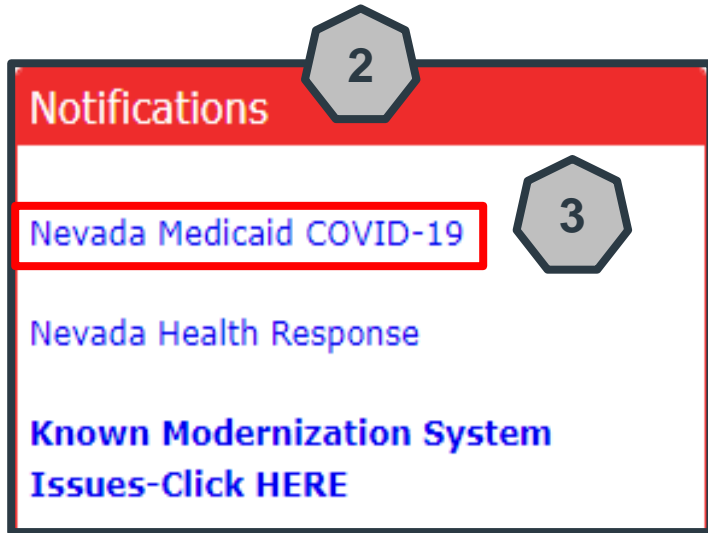 2
Notifications
3
Nevada Medicaid COVID-19
Nevada Health Response
Known Modernization System
Issues-Click HERE